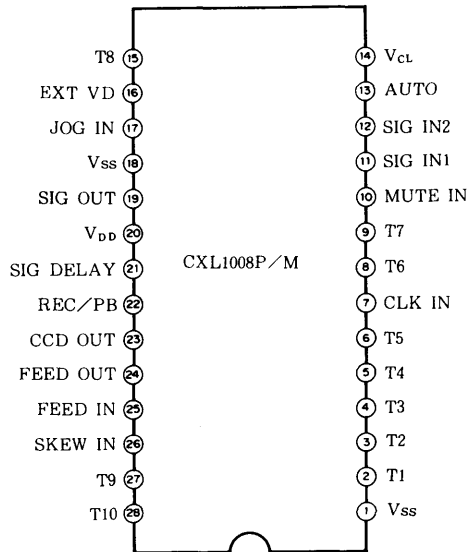 T8 15 14 VCL
EXT VD 16 13 AUTO
JOG IN 17 12 SIG IN2
Vss 18 11 SIG IN1
SIG OUT 19 10 MUTE IN
VDD 20 9 T7
SIG DELAY 21 CXL1008P/M 8 T6
REC/PB 22 7 CLK IN
CCD OUT 23 6 T5
FEED OUT 24 5 T4
FEED IN 25 4 T3
SKEW IN 26 3 T2
T9 27 2 T1
T10 28 1 Vss